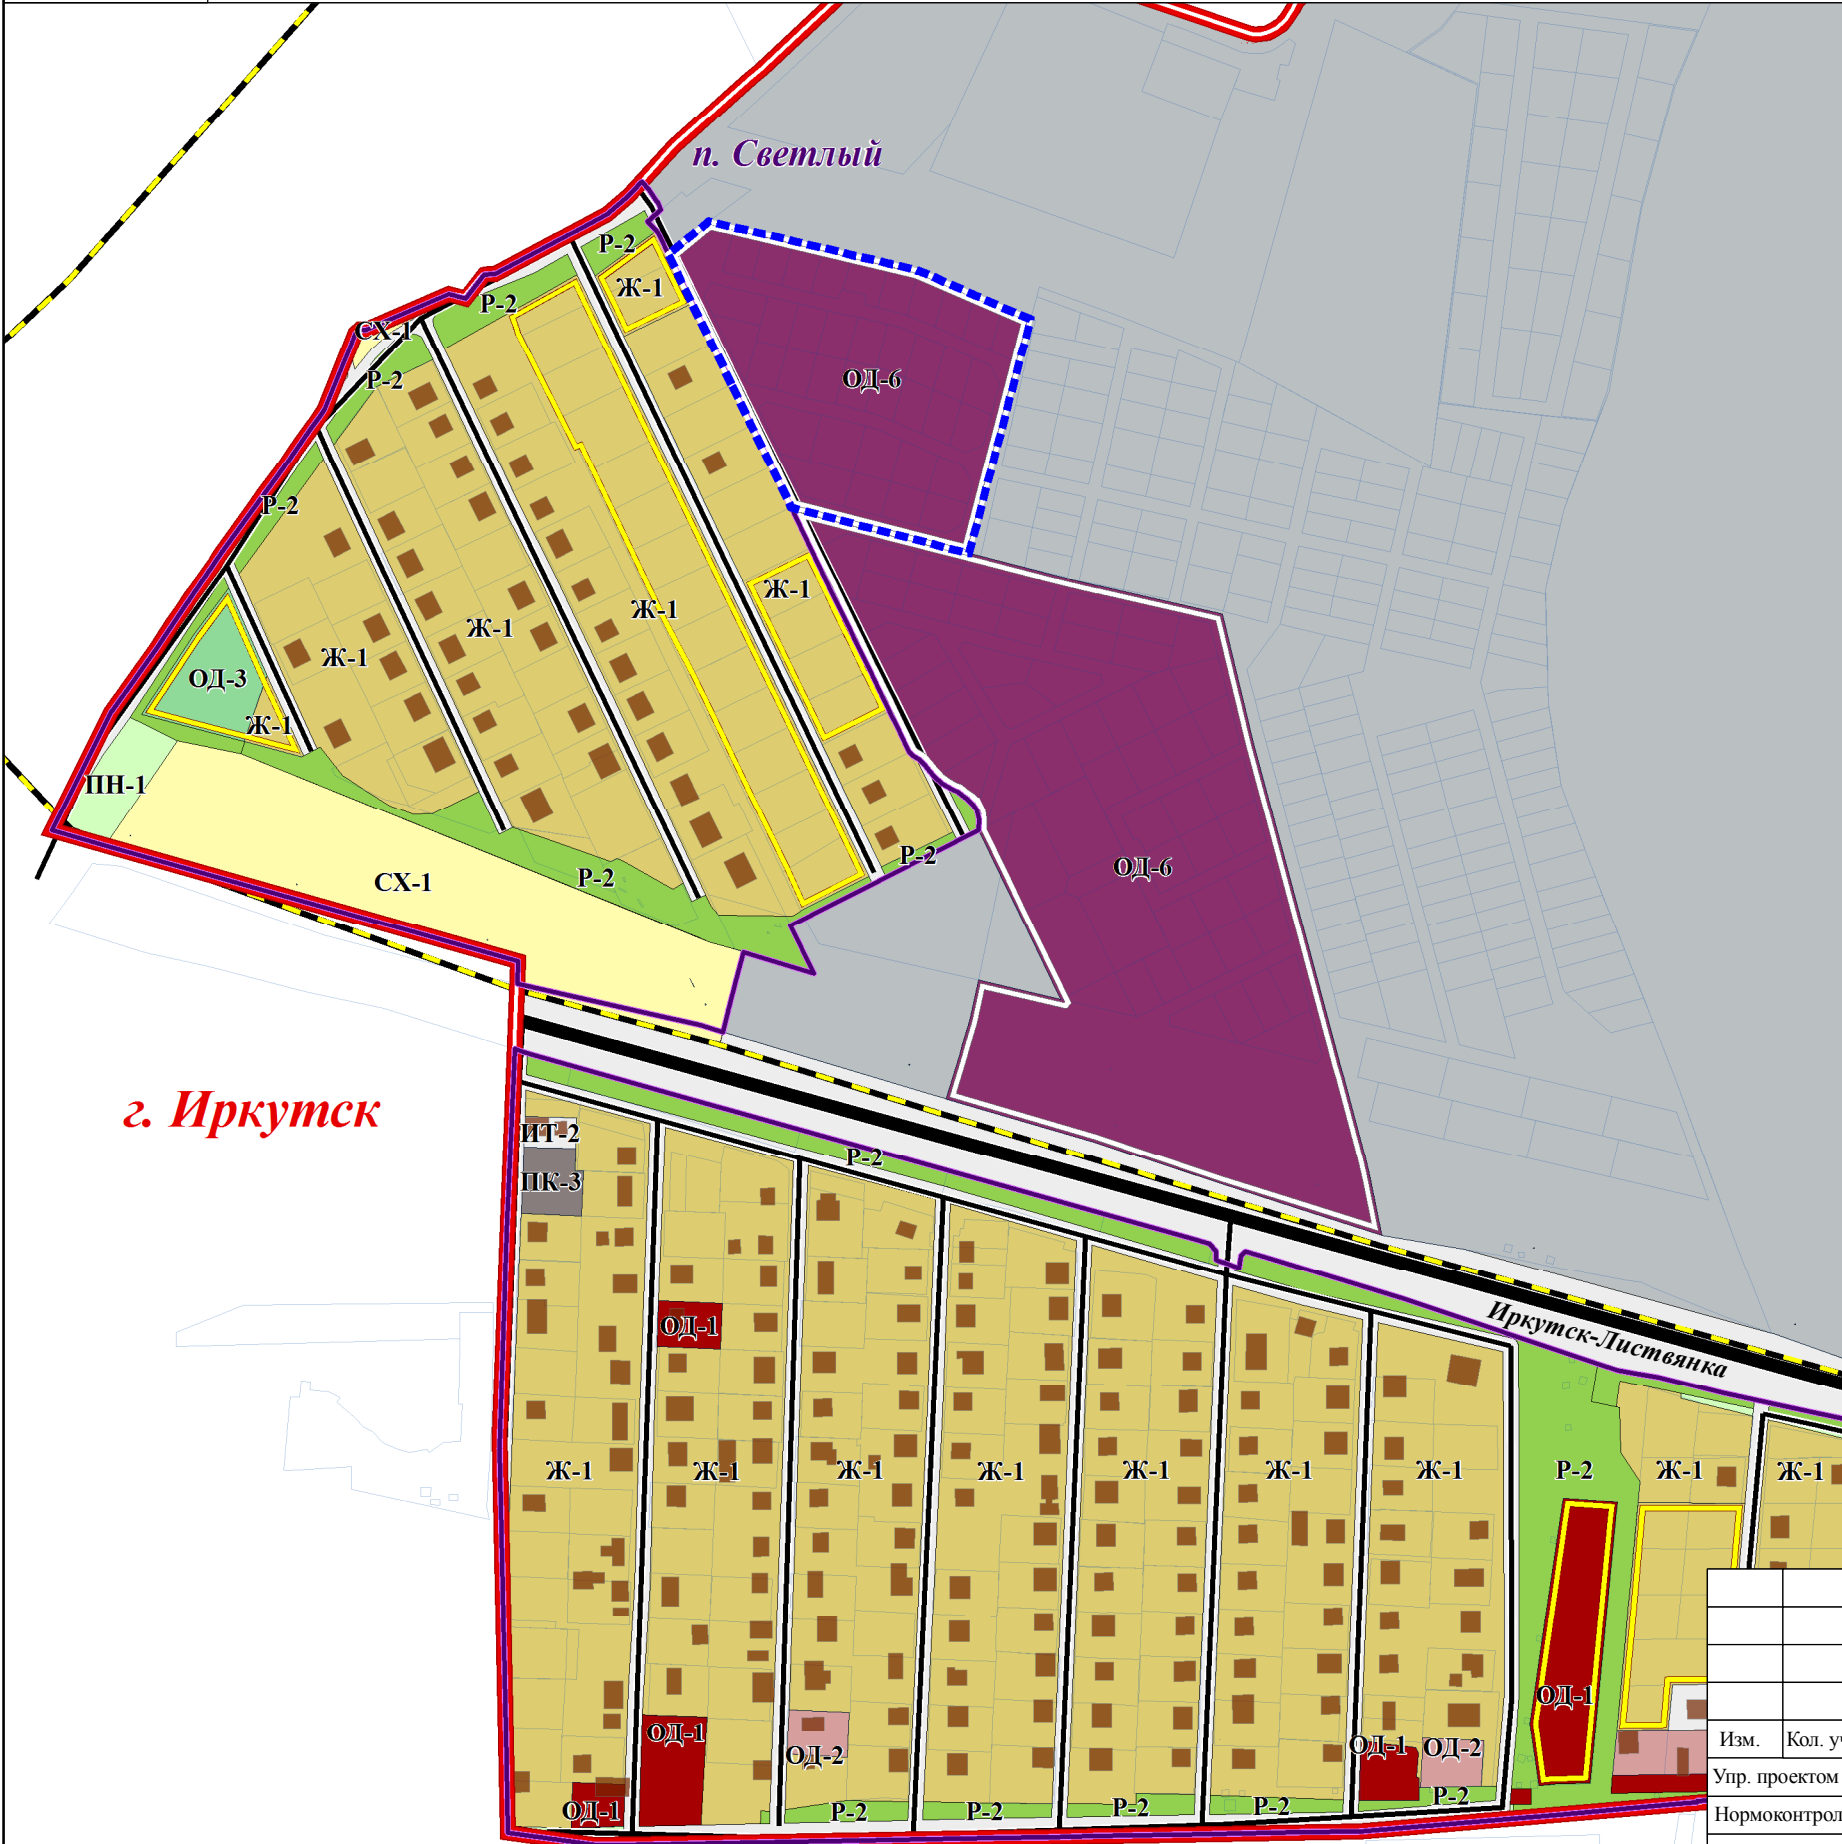 п. Светлый
Р-2
Ж-1
Р-2
СХ-1
Р-2
ОД-6
Р-2
Ж-1
Ж-1
Ж-1
Ж-1
ОД-3
Ж-1
ПН-1
Р-2
ОД-6
СХ-1
Р-2
г. Иркутск
ИТ-2
Р-2
ПК-3
Иркутск-Листвянка
ОД-1
Ж-1
Ж-1
Ж-1
Ж-1
Ж-1
Ж-1
Ж-1
Р-2
Ж-1
Ж-1
ОД-1
ОД-1
ОД-2
ОД-1
ОД-2
Р-2
ОД-1
Р-2
Р-2
Р-2
Р-2
Изм. Кол. уч
Упр. проектом
Нормоконтрол